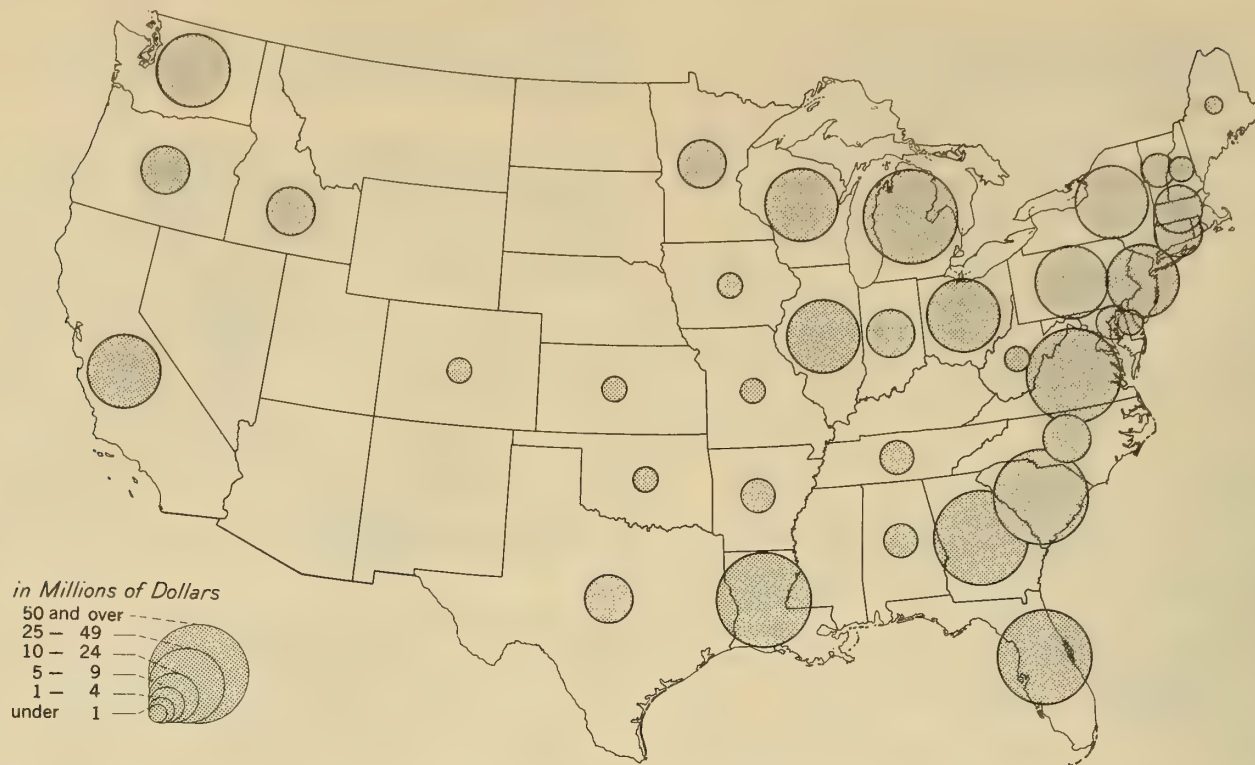 in Millions of Dollars
50 and over
25 – 49
10 – 24
5 – 9
1 – 4
under 1